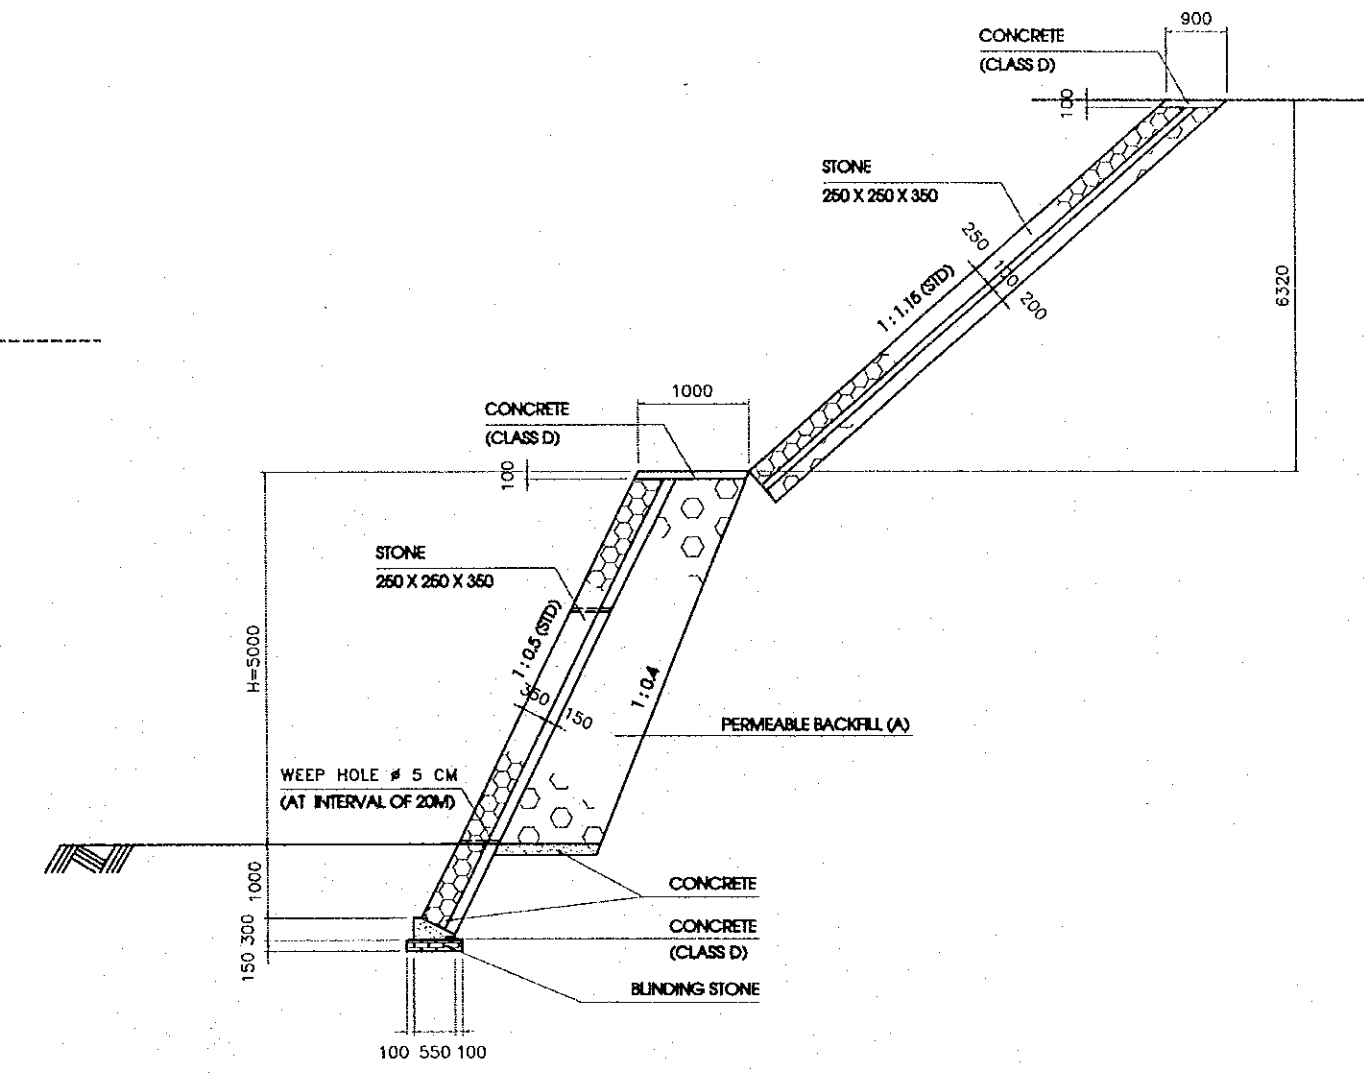 900
CONCRETE
(CLASS D)
100
STONE
250 X 250 X 350
250
100
200
1 : 1.15 (STD)
6320
1000
CONCRETE
(CLASS D)
100
STONE
250 X 250 X 350
1 : 0.5 (STD)
350
150
1 : 0.4
H=5000
PERMEABLE BACKFILL (A)
WEEP HOLE ø 5 CM
(AT INTERVAL OF 20M)
1000
CONCRETE
300
CONCRETE
(CLASS D)
150
BLINDING STONE
100 550 100